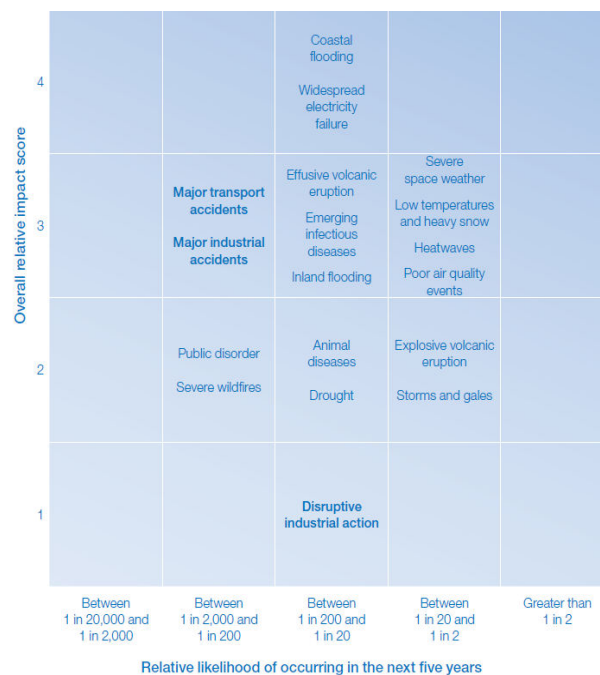 Overall relative impact score
4
Coastal
flooding
Widespread
electricity
failure
3
Major transport
accidents
Major industrial
accidents
Effusive volcanic
eruption
Emerging
infectious
diseases
Inland flooding
Severe
space weather
Low temperatures
and heavy snow
Heatwaves
Poor air quality
events
2
Public disorder
Severe wildfires
Animal
diseases
Drought
Explosive volcanic
eruption
Storms and gales
1
Disruptive
industrial action
Between
1 in 20,000 and
1 in 2,000
Between
1 in 2,000 and
1 in 200
Between
1 in 200 and
1 in 20
Between
1 in 20 and
1 in 2
Greater than
1 in 2
Relative likelihood of occurring in the next five years